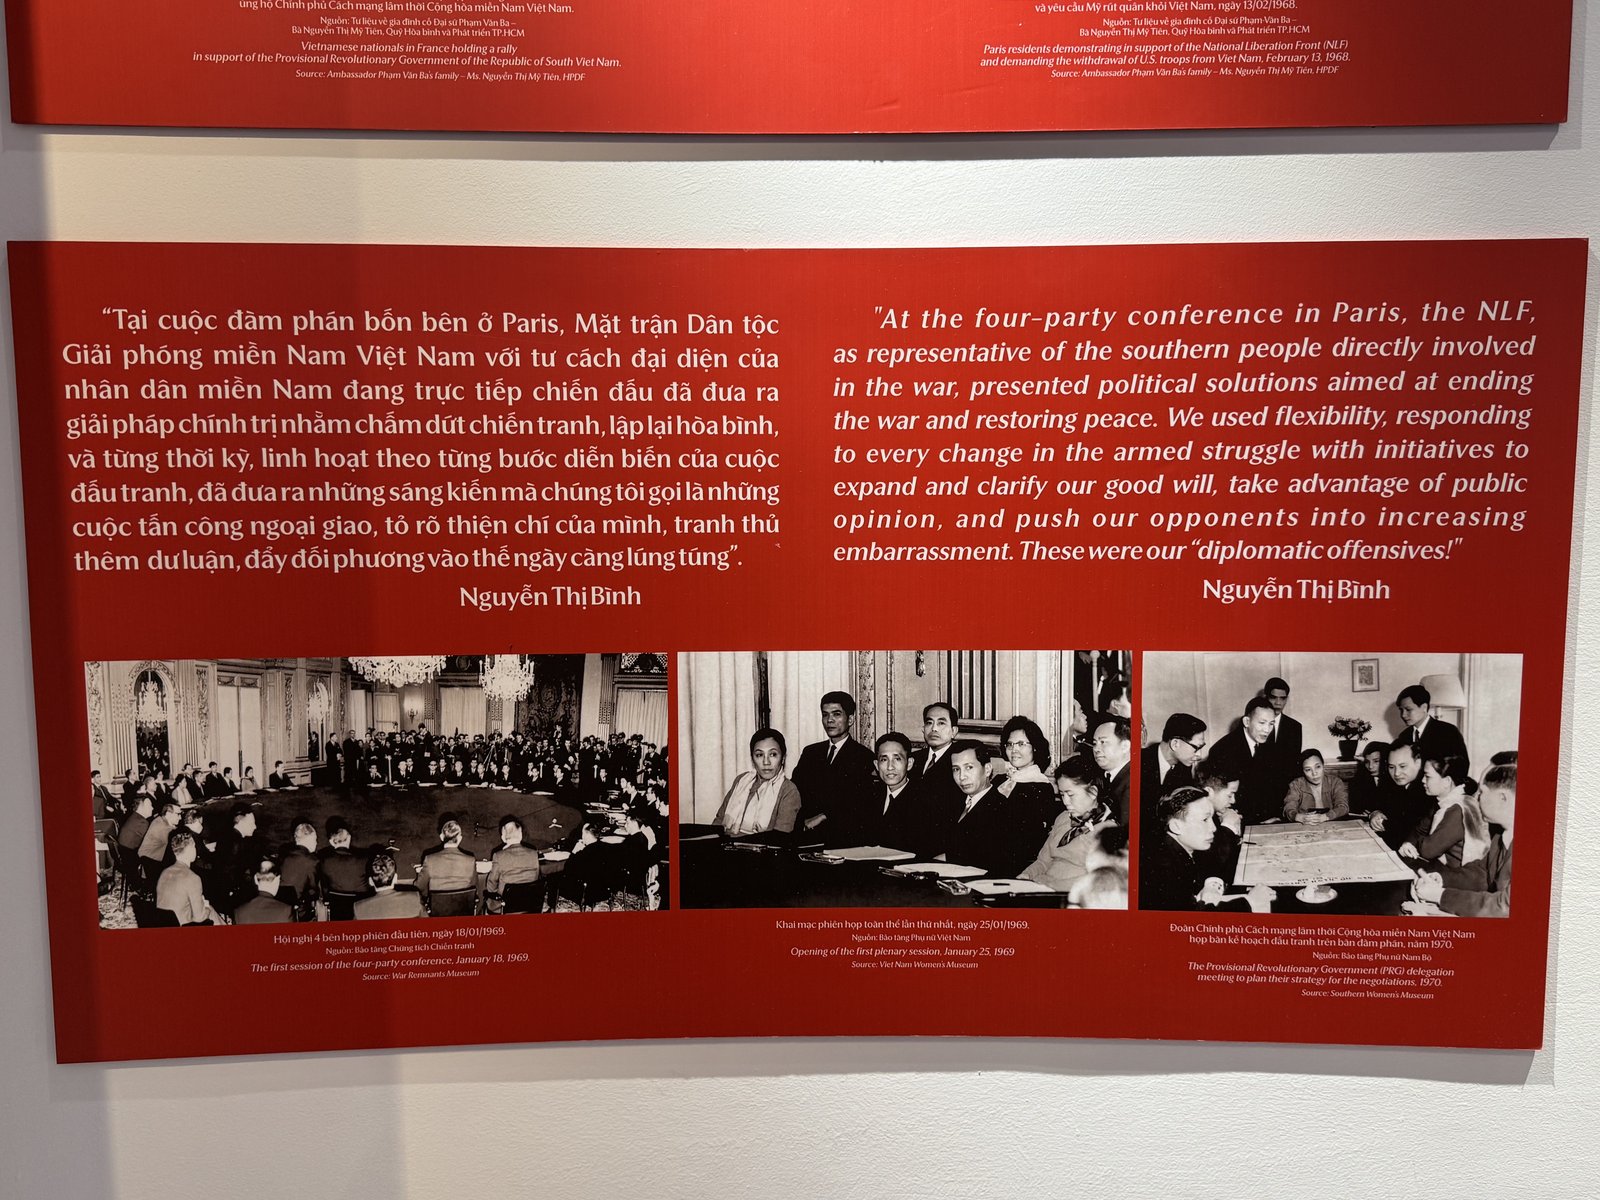 ủng hộ Chính phủ Cách mạng lâm thời Cộng hòa miền Nam Việt Nam.
Nguồn: Tư liệu về gia đình cố Đại sứ Phạm Văn Ba –
Bà Nguyễn Thị Mỹ Tiên, Quỹ Hòa bình và Phát triển TP.HCM
Vietnamese nationals in France holding a rally
in support of the Provisional Revolutionary Government of the Republic of South Viet Nam.
Source: Ambassador Phạm Văn Ba's family – Ms. Nguyễn Thị Mỹ Tiên, HPDF
và yêu cầu Mỹ rút quân khỏi Việt Nam, ngày 13/02/1968.
Nguồn: Tư liệu về gia đình cố Đại sứ Phạm Văn Ba –
Bà Nguyễn Thị Mỹ Tiên, Quỹ Hòa bình và Phát triển TP.HCM
Paris residents demonstrating in support of the National Liberation Front (NLF)
and demanding the withdrawal of U.S. troops from Viet Nam, February 13, 1968.
Source: Ambassador Phạm Văn Ba's family – Ms. Nguyễn Thị Mỹ Tiên, HPDF
“Tại cuộc đàm phán bốn bên ở Paris, Mặt trận Dân tộc
Giải phóng miền Nam Việt Nam với tư cách đại diện của
nhân dân miền Nam đang trực tiếp chiến đấu đã đưa ra
giải pháp chính trị nhằm chấm dứt chiến tranh, lập lại hòa bình,
và từng thời kỳ, linh hoạt theo từng bước diễn biến của cuộc
đấu tranh, đã đưa ra những sáng kiến mà chúng tôi gọi là những
cuộc tấn công ngoại giao, tỏ rõ thiện chí của mình, tranh thủ
thêm dư luận, đẩy đối phương vào thế ngày càng lúng túng”.
Nguyễn Thị Bình
"At the four-party conference in Paris, the NLF,
as representative of the southern people directly involved
in the war, presented political solutions aimed at ending
the war and restoring peace. We used flexibility, responding
to every change in the armed struggle with initiatives to
expand and clarify our good will, take advantage of public
opinion, and push our opponents into increasing
embarrassment. These were our “diplomatic offensives!"
Nguyễn Thị Bình
Hội nghị 4 bên họp phiên đầu tiên, ngày 18/01/1969.
Nguồn: Bảo tàng Chứng tích Chiến tranh
The first session of the four-party conference, January 18, 1969.
Source: War Remnants Museum
Khai mạc phiên họp toàn thể lần thứ nhất, ngày 25/01/1969.
Nguồn: Bảo tàng Phụ nữ Việt Nam
Opening of the first plenary session, January 25, 1969
Source: Viet Nam Women's Museum
Đoàn Chính phủ Cách mạng lâm thời Cộng hòa miền Nam Việt Nam
họp bàn kế hoạch đấu tranh trên bàn đàm phán, năm 1970.
Nguồn: Bảo tàng Phụ nữ Nam Bộ
The Provisional Revolutionary Government (PRG) delegation
meeting to plan their strategy for the negotiations, 1970.
Source: Southern Women's Museum